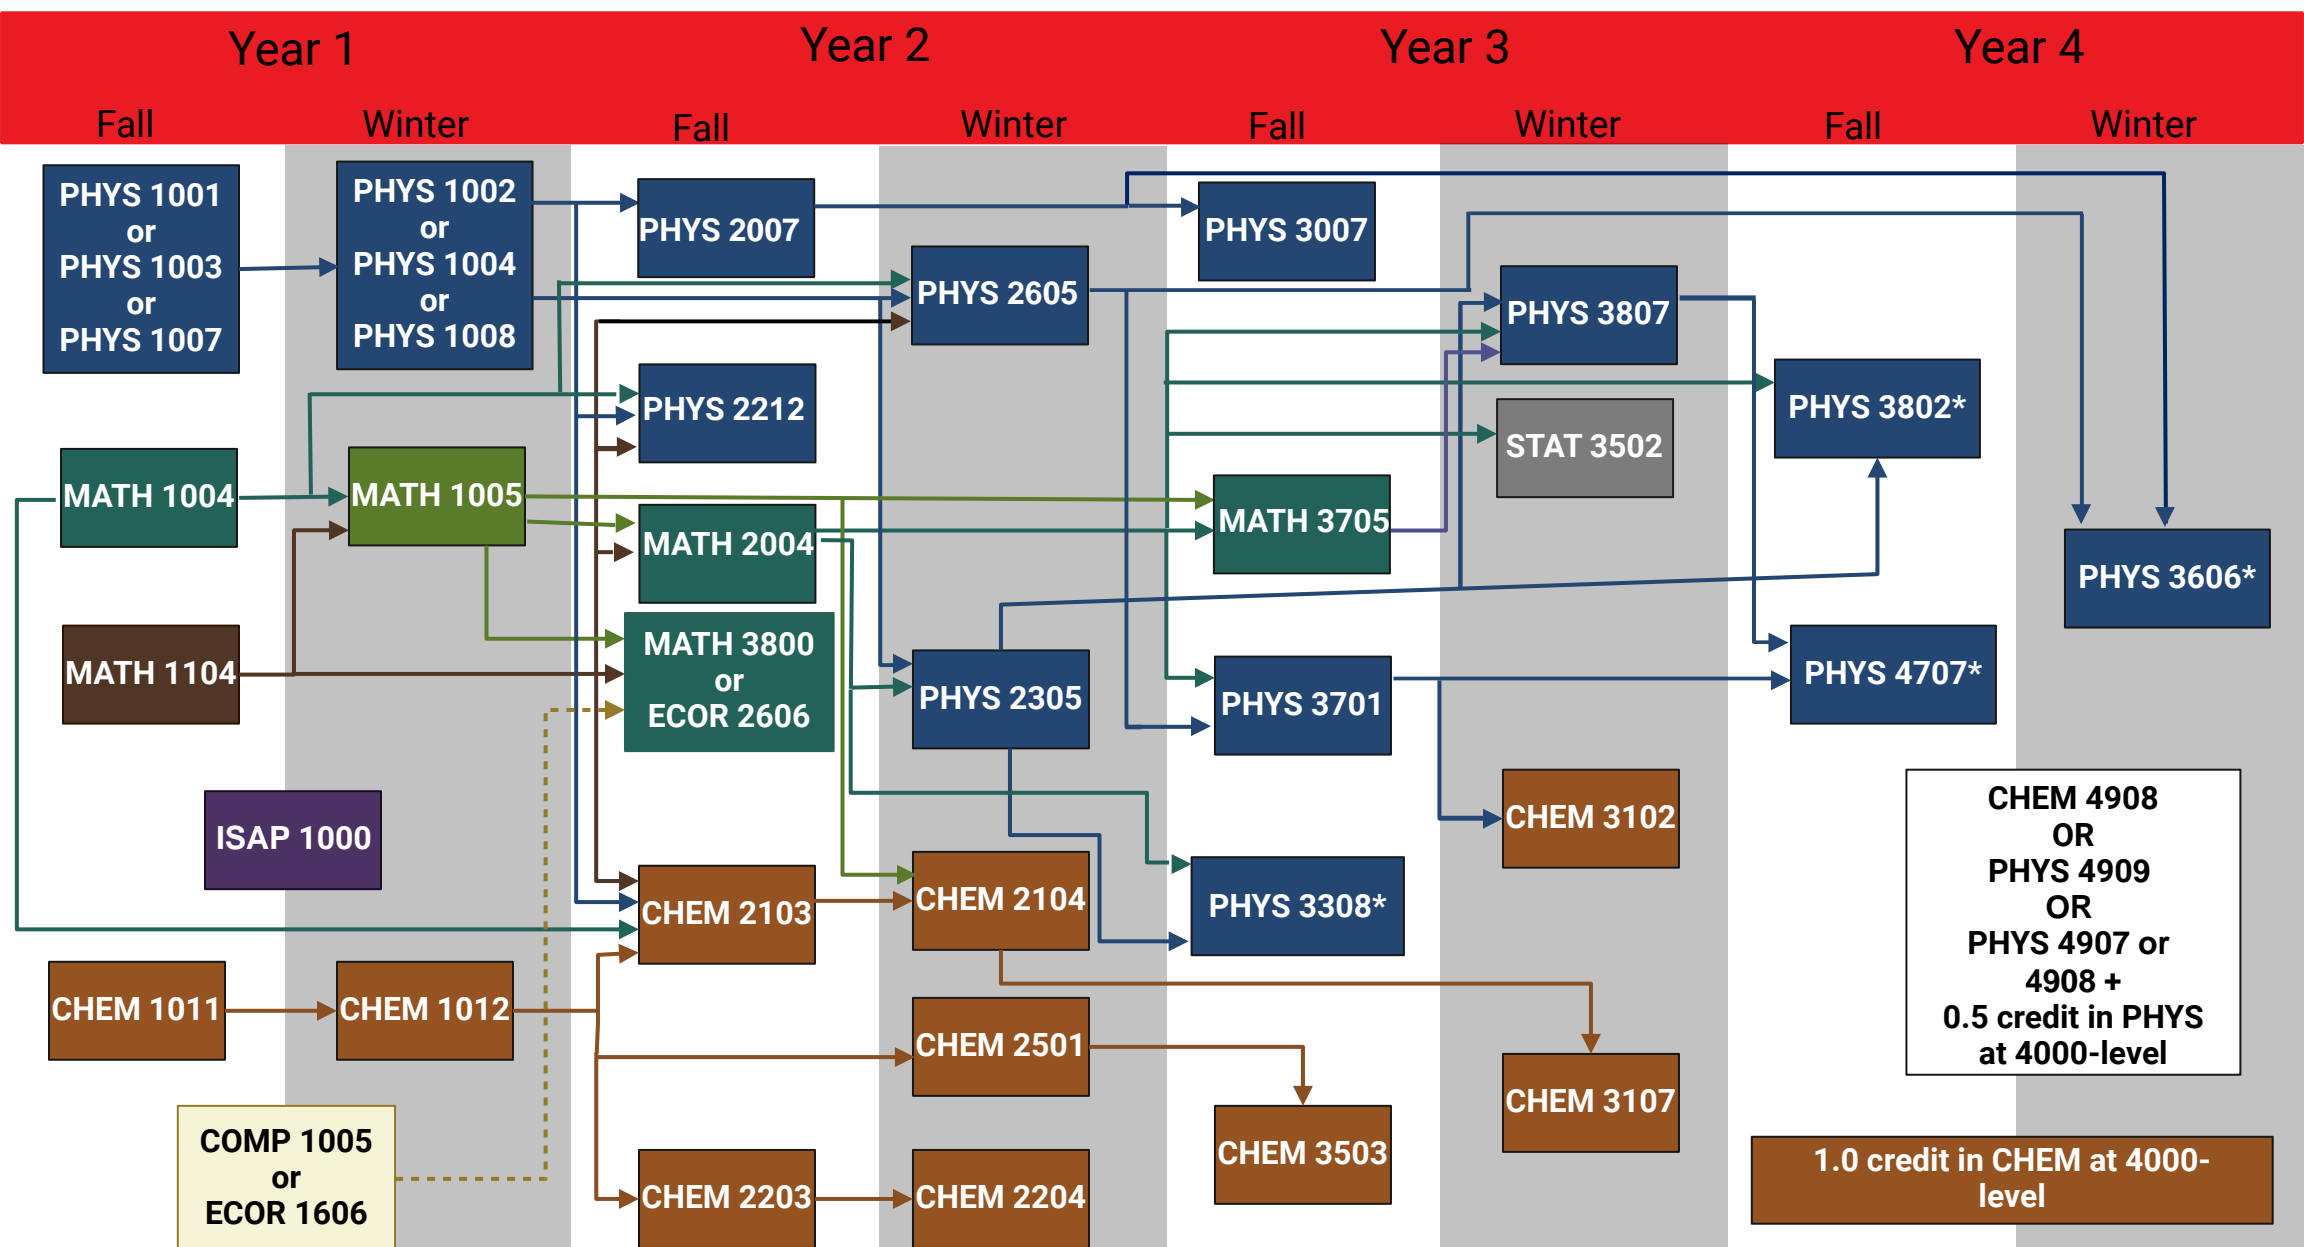 Year 1
Year 2
Year 3
Year 4
Fall
Winter
Fall
Winter
Fall
Winter
Fall
Winter
PHYS 1001
or
PHYS 1003
or
PHYS 1007
PHYS 1002
or
PHYS 1004
or
PHYS 1008
PHYS 2007
PHYS 2605
PHYS 3007
PHYS 3807
PHYS 2212
PHYS 3802*
STAT 3502
MATH 1004
MATH 1005
MATH 2004
MATH 3705
PHYS 3606*
MATH 1104
MATH 3800
or
ECOR 2606
PHYS 2305
PHYS 3701
PHYS 4707*
ISAP 1000
CHEM 3102
CHEM 2103
CHEM 2104
PHYS 3308*
CHEM 4908
OR
PHYS 4909
OR
PHYS 4907 or
4908 +
0.5 credit in PHYS
at 4000-level
CHEM 1011
CHEM 1012
CHEM 2501
CHEM 3503
CHEM 3107
COMP 1005
or
ECOR 1606
CHEM 2203
CHEM 2204
1.0 credit in CHEM at 4000-
level